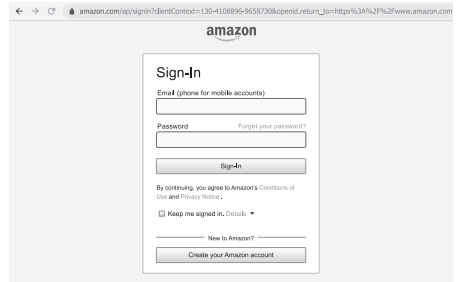 amazon.com/ap/signin?clientContext=130-4108896-9658730&openid.return_to=https%3A%2F%2Fwww.amazon.com
amazon
Sign-In
Email (phone for mobile accounts)
Password Forgot your password?
Sign-In
By continuing, you agree to Amazon's Conditions of
Use and Privacy Notice .
Keep me signed in. Details
New to Amazon?
Create your Amazon account